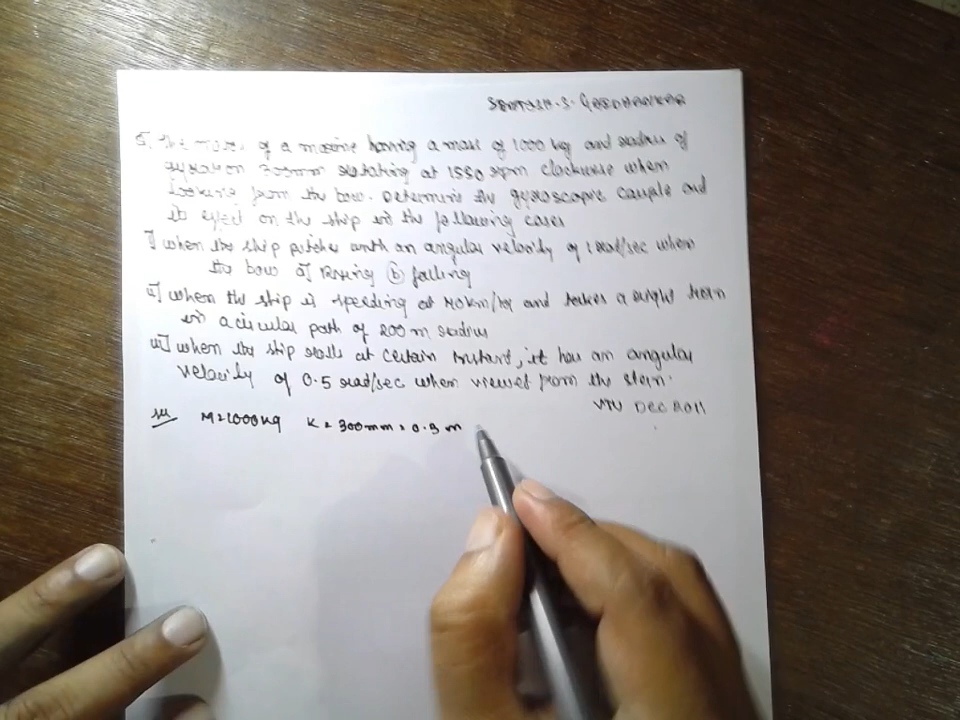 5. The mass of a marine having a mass of 1000 kg and radius of
gyration 300mm rotating at 1550 rpm clockwise when
looking from the bow. Determine the gyroscopic couple and
its effect on the ship in the following cases
i] when the ship pitches with an angular velocity of 1 rad/sec when
the bow a] Rising (b) falling
ii] when the ship is speeding at 40km/hr and takes a right turn
in a circular path of 200 m radius
iii] when the ship rolls at certain instant, it has an angular
velocity of 0.5 rad/sec when viewed from the stern.
VTU DEC 2011
M=1000kg K = 300mm = 0.3 m